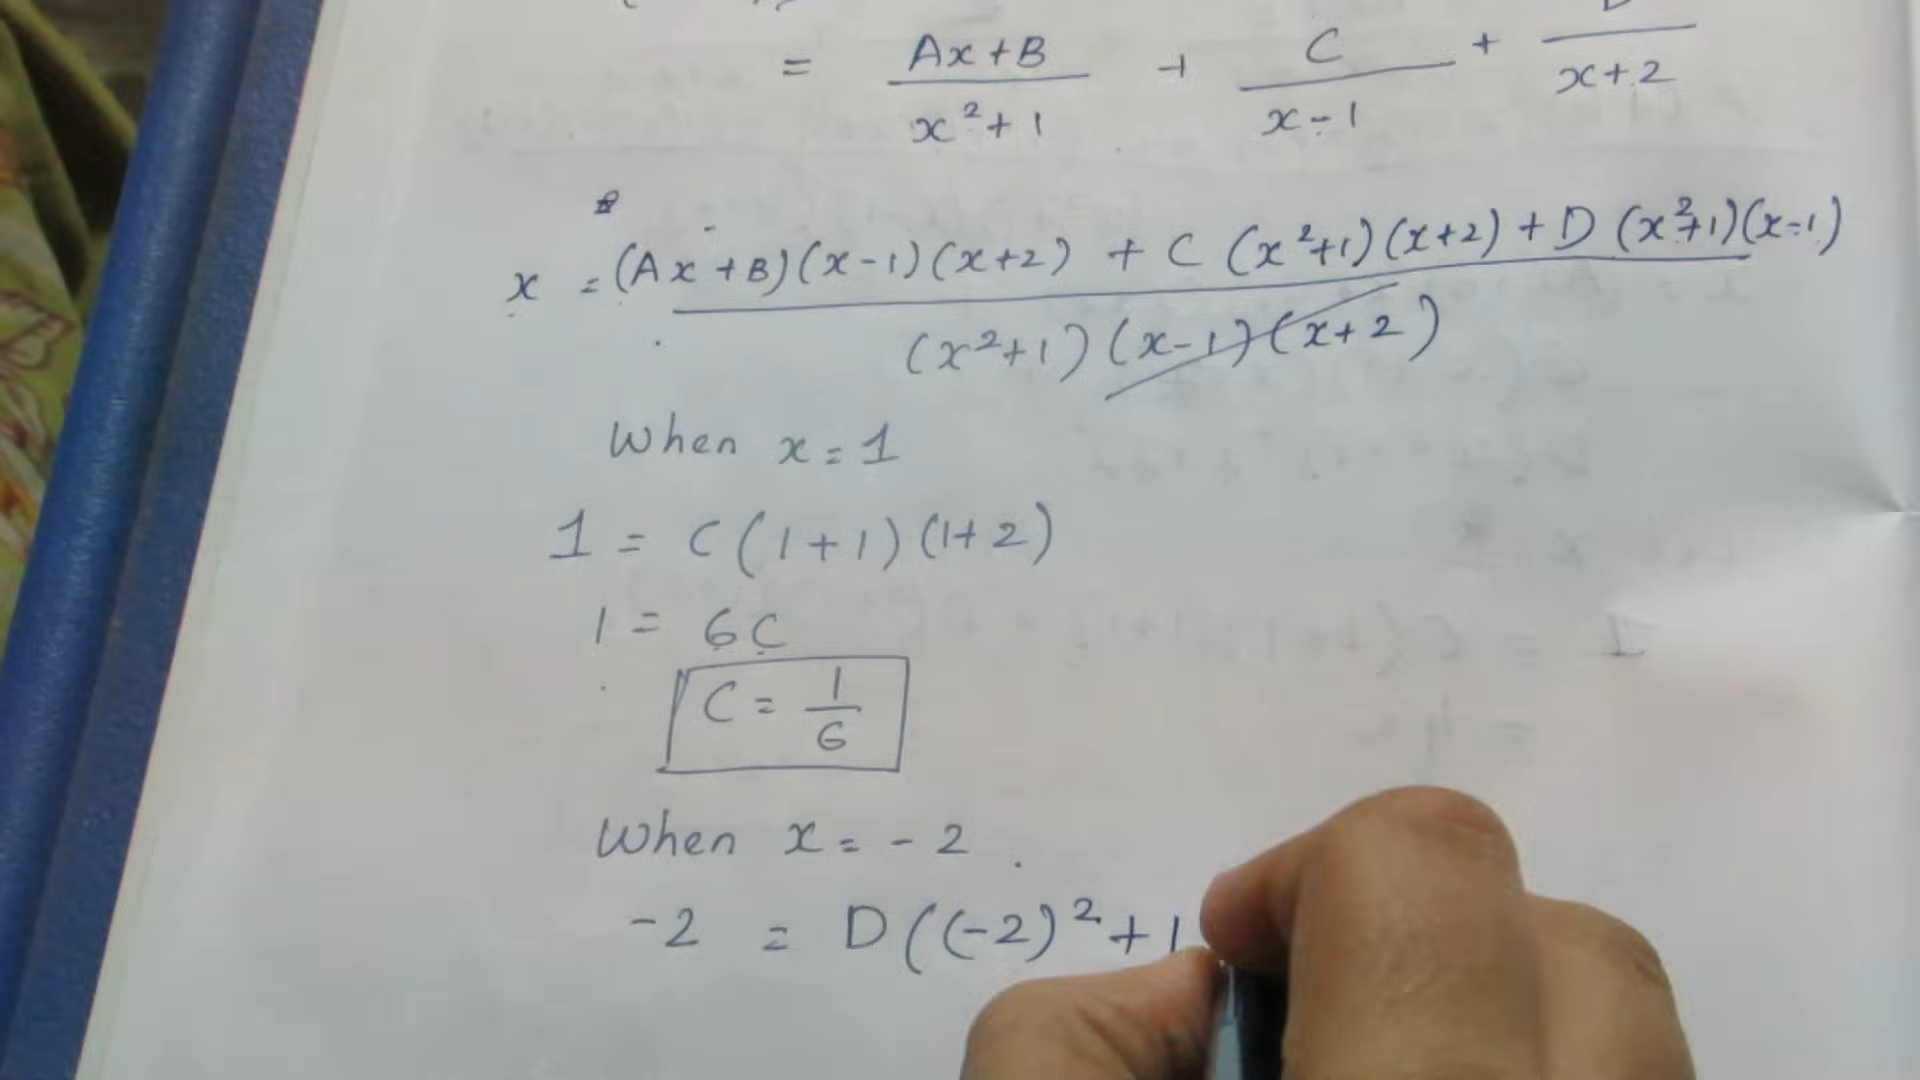 = Ax+B / x²+1 + C / x-1 + / x+2
x = (Ax+B)(x-1)(x+2) + C (x²+1)(x+2) + D (x²+1)(x-1)
(x²+1)(x-1)(x+2)
When x = 1
1 = C(1+1)(1+2)
1 = 6C
C = 1/6
When x = -2
-2 = D((-2)²+1